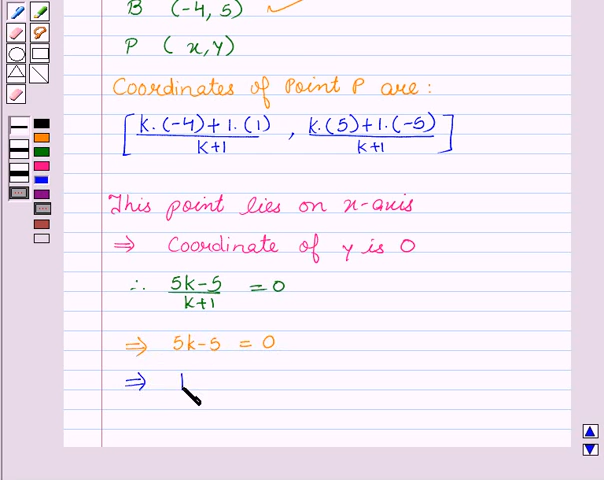 B (-4, 5)
P (x, y)
Coordinates of Point P are :
[ k.(-4)+1.(1) / k+1 , k.(5)+1.(-5) / k+1 ]
This point lies on x-axis
⇒ Coordinate of y is 0
∴ 5k-5 / k+1 = 0
⇒ 5k-5 = 0
⇒